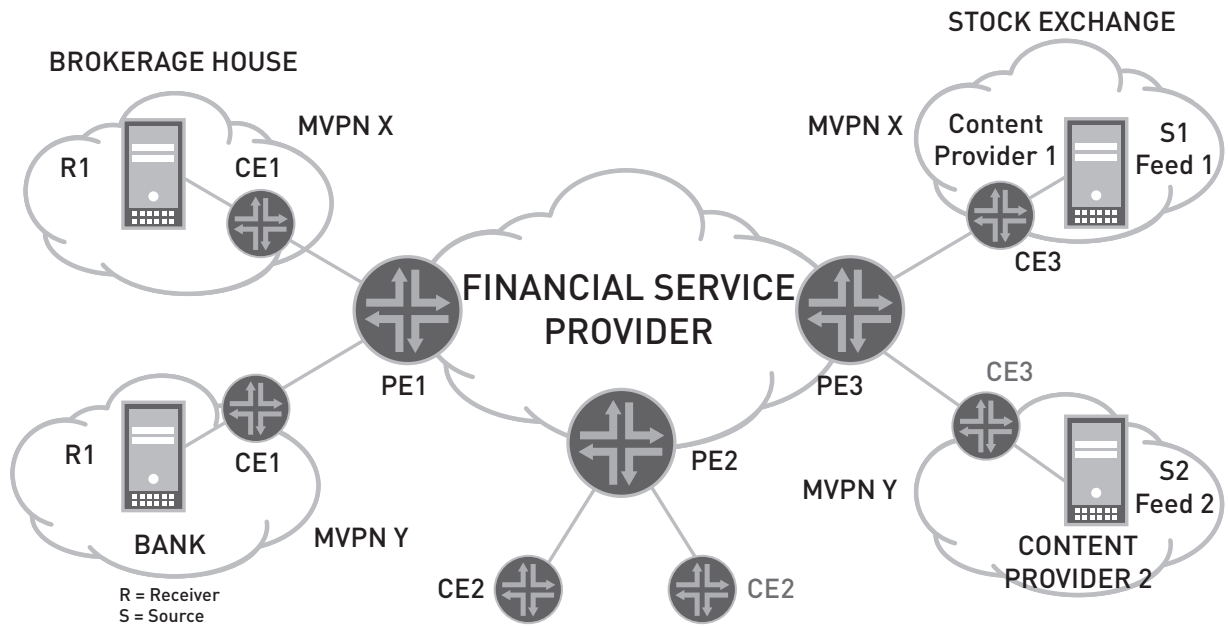 STOCK EXCHANGE
BROKERAGE HOUSE
MVPN X
R1
CE1
MVPN X
Content
Provider 1
S1
Feed 1
CE3
FINANCIAL SERVICE
PROVIDER
PE1
PE3
PE2
CE3
R1
CE1
BANK
MVPN Y
R = Receiver
S = Source
CE2
CE2
MVPN Y
S2
Feed 2
CONTENT
PROVIDER 2